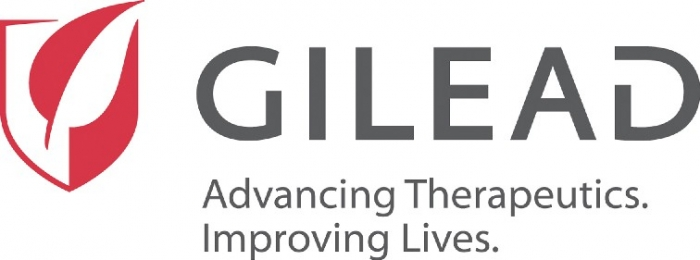 GILEAD
Advancing Therapeutics.
Improving Lives.